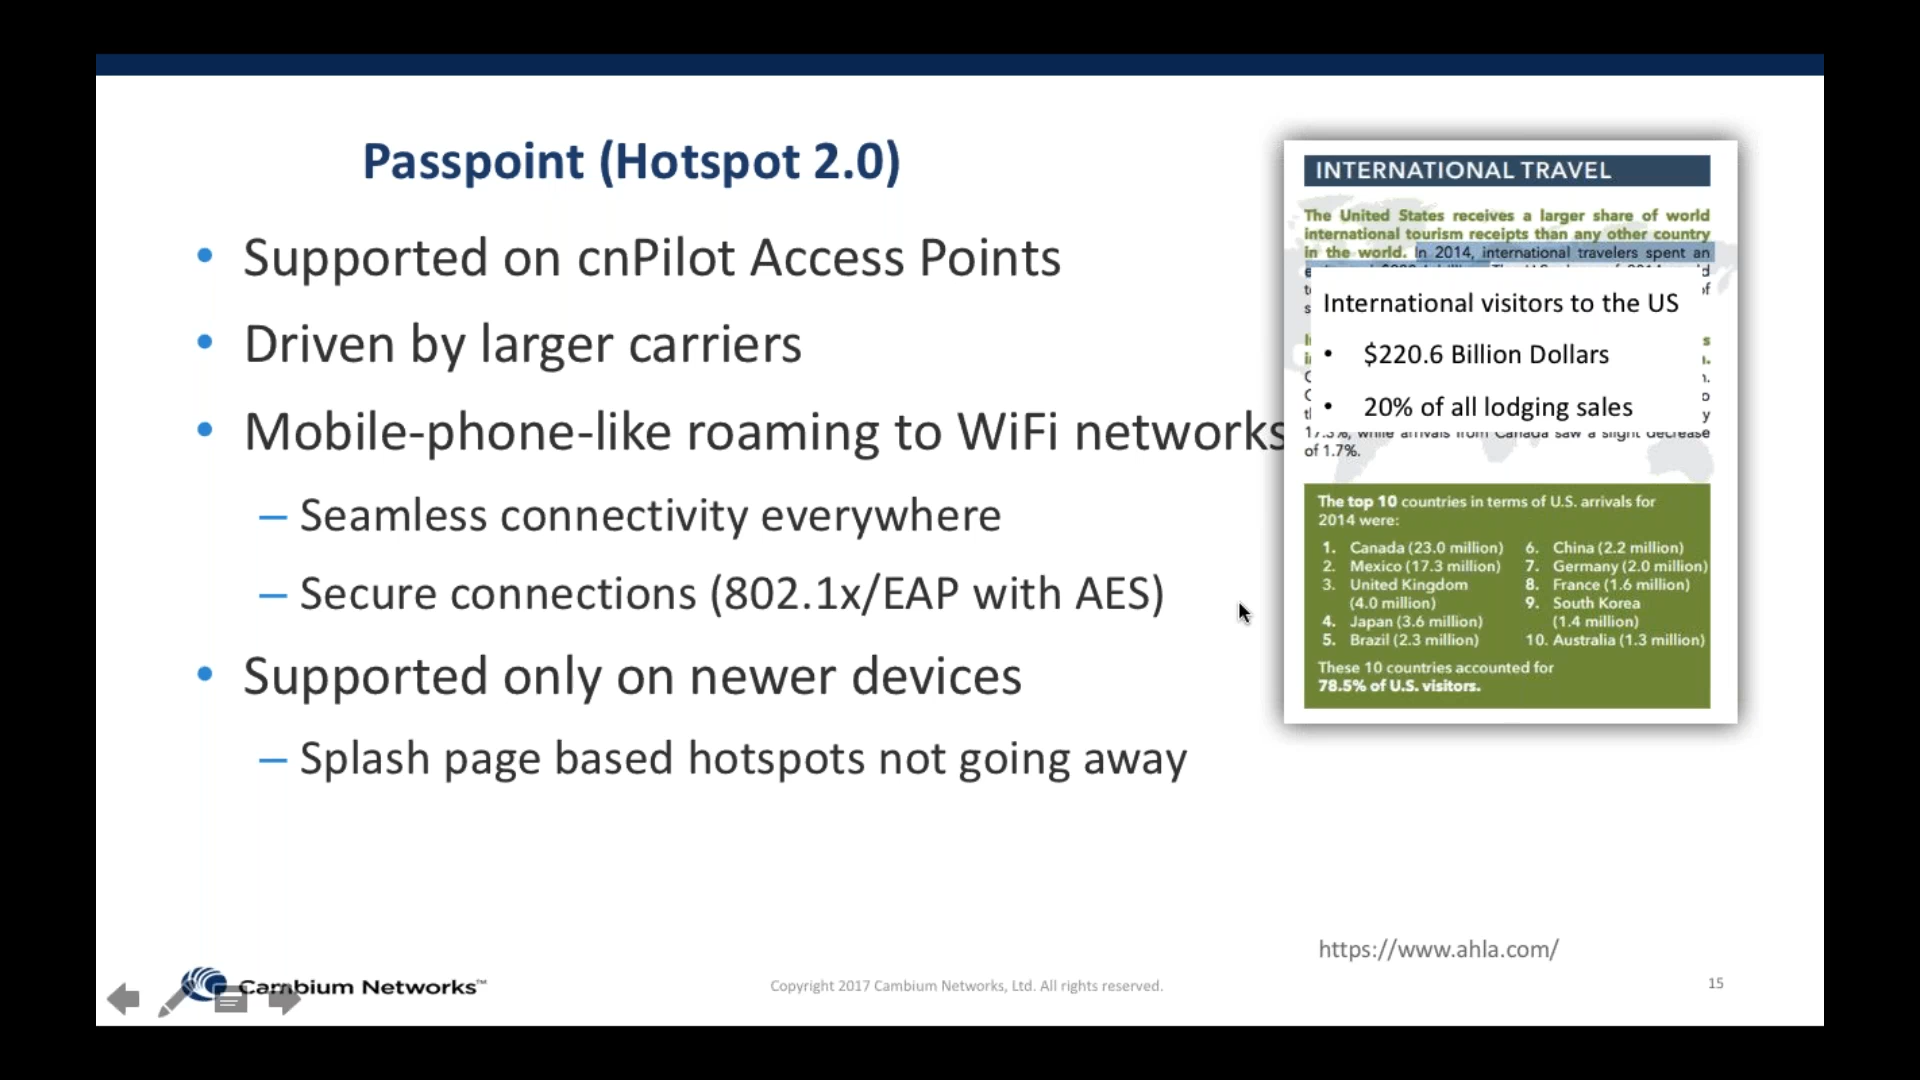 Passpoint (Hotspot 2.0)
• Supported on cnPilot Access Points
• Driven by larger carriers
• Mobile-phone-like roaming to WiFi networks
– Seamless connectivity everywhere
– Secure connections (802.1x/EAP with AES)
• Supported only on newer devices
– Splash page based hotspots not going away
INTERNATIONAL TRAVEL
The United States receives a larger share of world
international tourism receipts than any other country
in the world. In 2014, international travelers spent an
International visitors to the US
• $220.6 Billion Dollars
• 20% of all lodging sales
17.3%, while arrivals from Canada saw a slight decrease
of 1.7%.
The top 10 countries in terms of U.S. arrivals for
2014 were:
1. Canada (23.0 million)
2. Mexico (17.3 million)
3. United Kingdom
(4.0 million)
4. Japan (3.6 million)
5. Brazil (2.3 million)
6. China (2.2 million)
7. Germany (2.0 million)
8. France (1.6 million)
9. South Korea
(1.4 million)
10. Australia (1.3 million)
These 10 countries accounted for
78.5% of U.S. visitors.
https://www.ahla.com/
Cambium Networks™
Copyright 2017 Cambium Networks, Ltd. All rights reserved.
15